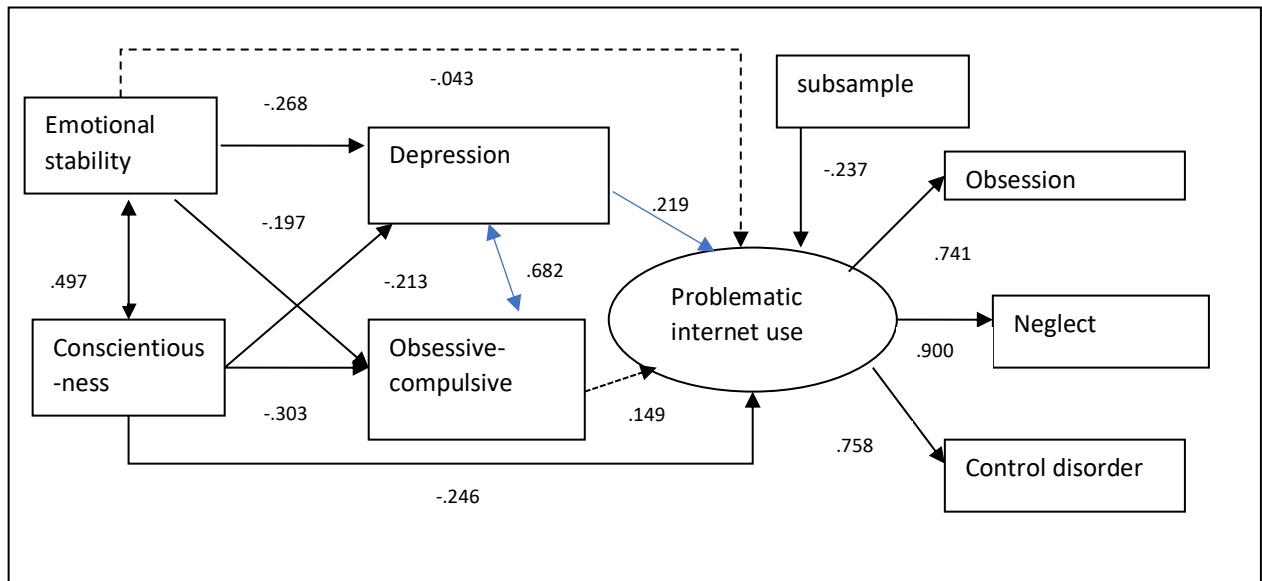 -.043
subsample
-.268
Emotional
stability
Depression
-.237
Obsession
.219
-.197
.741
.497
-.213
.682
Problematic
internet use
Neglect
Conscientious
-ness
Obsessive-
compulsive
.900
-.303
.149
.758
Control disorder
-.246